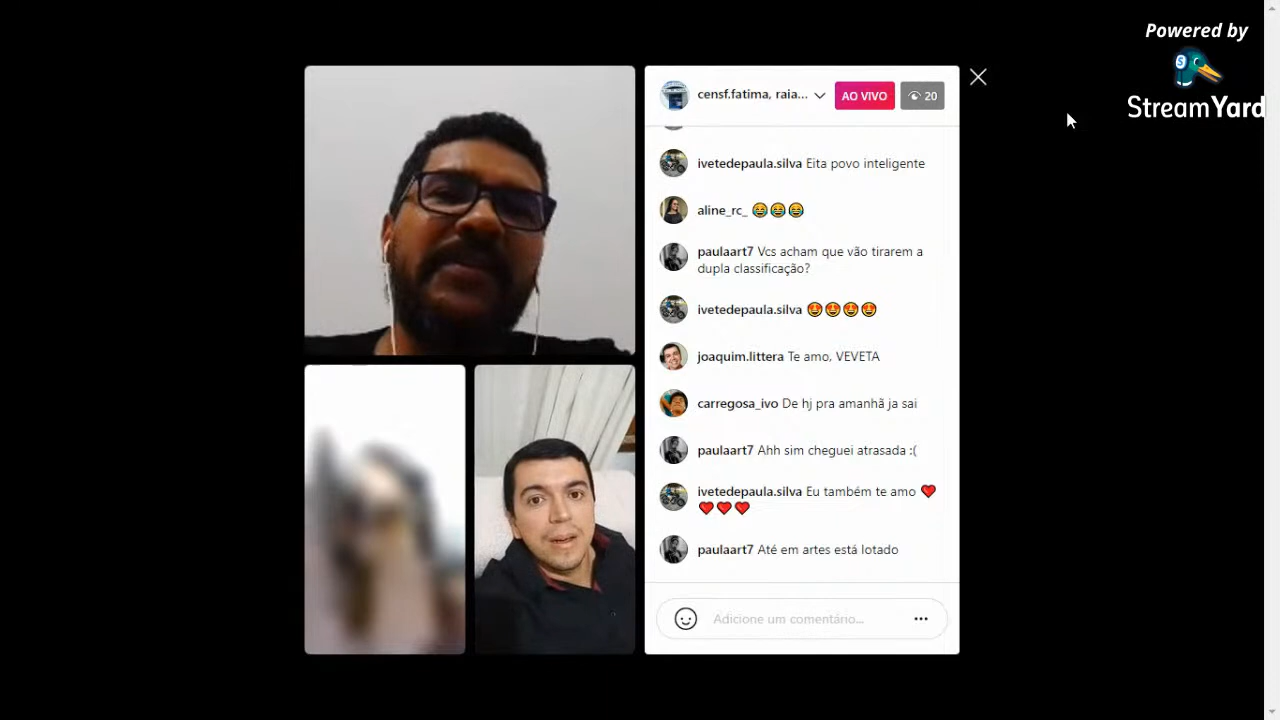 Powered by
StreamYard
censf.fatima, raia...
AO VIVO
20
ivetedepaula.silva Eita povo inteligente
aline_rc_ 😂😂😂
paulaart7 Vcs acham que vão tirarem a
dupla classificação?
ivetedepaula.silva 😍😍😍😍
joaquim.littera Te amo, VEVETA
carregosa_ivo De hj pra amanhã ja sai
paulaart7 Ahh sim cheguei atrasada :(
ivetedepaula.silva Eu também te amo ❤️
❤️❤️❤️
paulaart7 Até em artes está lotado
Adicione um comentário...